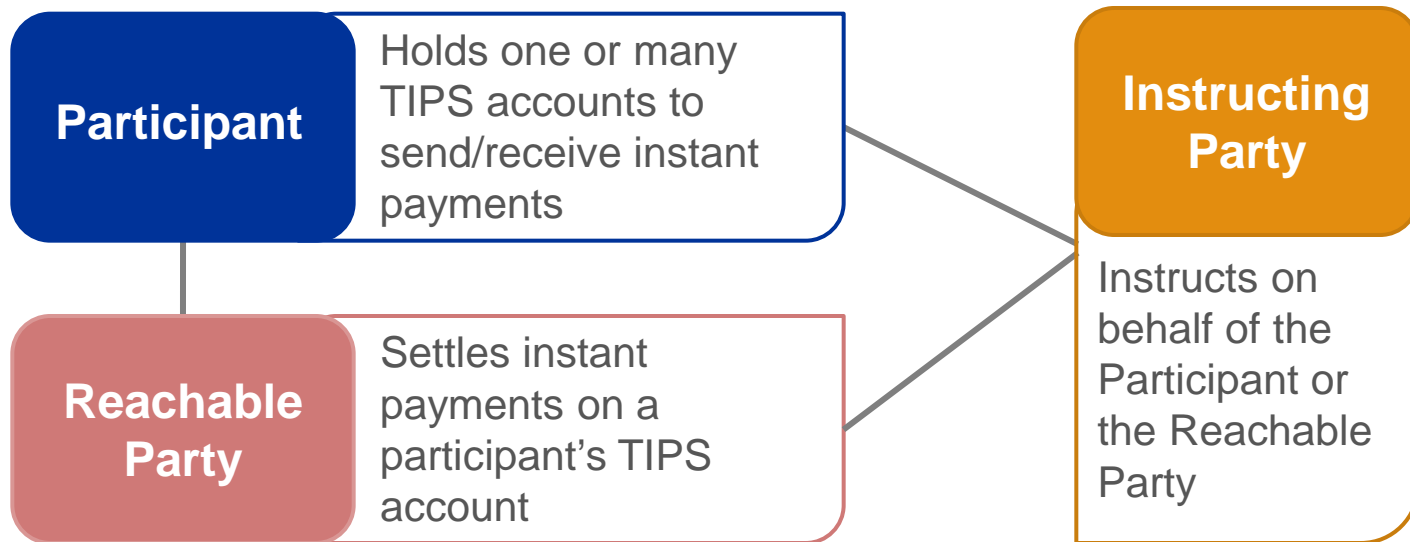 Participant
Holds one or many
TIPS accounts to
send/receive instant
payments
Instructing
Party
Instructs on
behalf of the
Participant or
the Reachable
Party
Reachable
Party
Settles instant
payments on a
participant’s TIPS
account